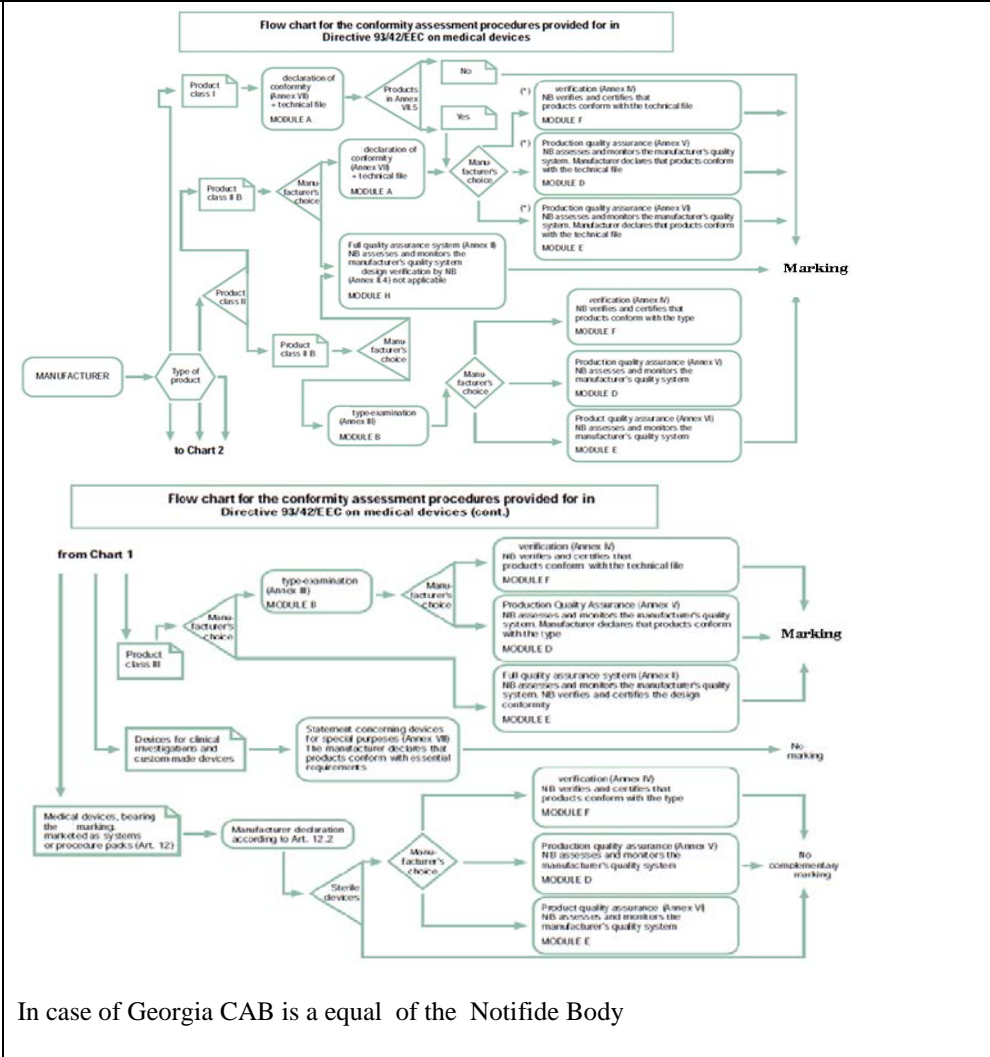 Flow chart for the conformity assessment procedures provided for in
Directive 93/42/EEC on medical devices
Product
class I
declaration of
conformity
(Annex VII)
+ technical file
MODULE A
Products
in Annex
VII.5
No
Yes
(*)
verification (Annex IV)
NB verifies and certifies that
products conform with the technical file
MODULE F
(*)
Production quality assurance (Annex V)
NB assesses and monitors the manufacturer's quality
system. Manufacturer declares that products conform
with the technical file
MODULE D
(*)
Production quality assurance (Annex VI)
NB assesses and monitors the manufacturer's quality
system. Manufacturer declares that products conform
with the technical file
MODULE E
Product
class II B
Manu-
facturer's
choice
declaration of
conformity
(Annex VII)
+ technical file
MODULE A
Manu-
facturer's
choice
Full quality assurance system (Annex II)
NB assesses and monitors the
manufacturer's quality system
design verification by NB
(Annex II.4) not applicable
MODULE H
Marking
Product
class II
Product
class II B
Manu-
facturer's
choice
MANUFACTURER
Type of
product
to Chart 2
type-examination
(Annex III)
MODULE B
Manu-
facturer's
choice
verification (Annex IV)
NB verifies and certifies that
products conform with the type
MODULE F
Production quality assurance (Annex V)
NB assesses and monitors the
manufacturer's quality system
MODULE D
Product quality assurance (Annex VI)
NB assesses and monitors the
manufacturer's quality system
MODULE E
Flow chart for the conformity assessment procedures provided for in
Directive 93/42/EEC on medical devices (cont.)
from Chart 1
Product
class III
Manu-
facturer's
choice
type-examination
(Annex III)
MODULE B
Manu-
facturer's
choice
verification (Annex IV)
NB verifies and certifies that
products conform with the technical file
MODULE F
Production Quality Assurance (Annex V)
NB assesses and monitors the manufacturer's quality
system. Manufacturer declares that products conform
with the type
MODULE D
Full quality assurance system (Annex II)
NB assesses and monitors the manufacturer's quality
system. NB verifies and certifies the design
conformity
MODULE E
Marking
Devices for clinical
investigations and
custom made devices
Statement concerning devices
for special purposes (Annex VIII)
The manufacturer declares that
products conform with essential
requirements
No
marking
Medical devices, bearing
the marking,
marketed as systems
or procedure packs (Art. 12)
Manufacturer declaration
according to Art. 12.2
Sterile
devices
Manu-
facturer's
choice
verification (Annex IV)
NB verifies and certifies that
products conform with the type
MODULE F
Production quality assurance (Annex V)
NB assesses and monitors the
manufacturer's quality system
MODULE D
Product quality assurance (Annex VI)
NB assesses and monitors the
manufacturer's quality system
MODULE E
No
complementary
marking
In case of Georgia CAB is a equal of the Notifide Body